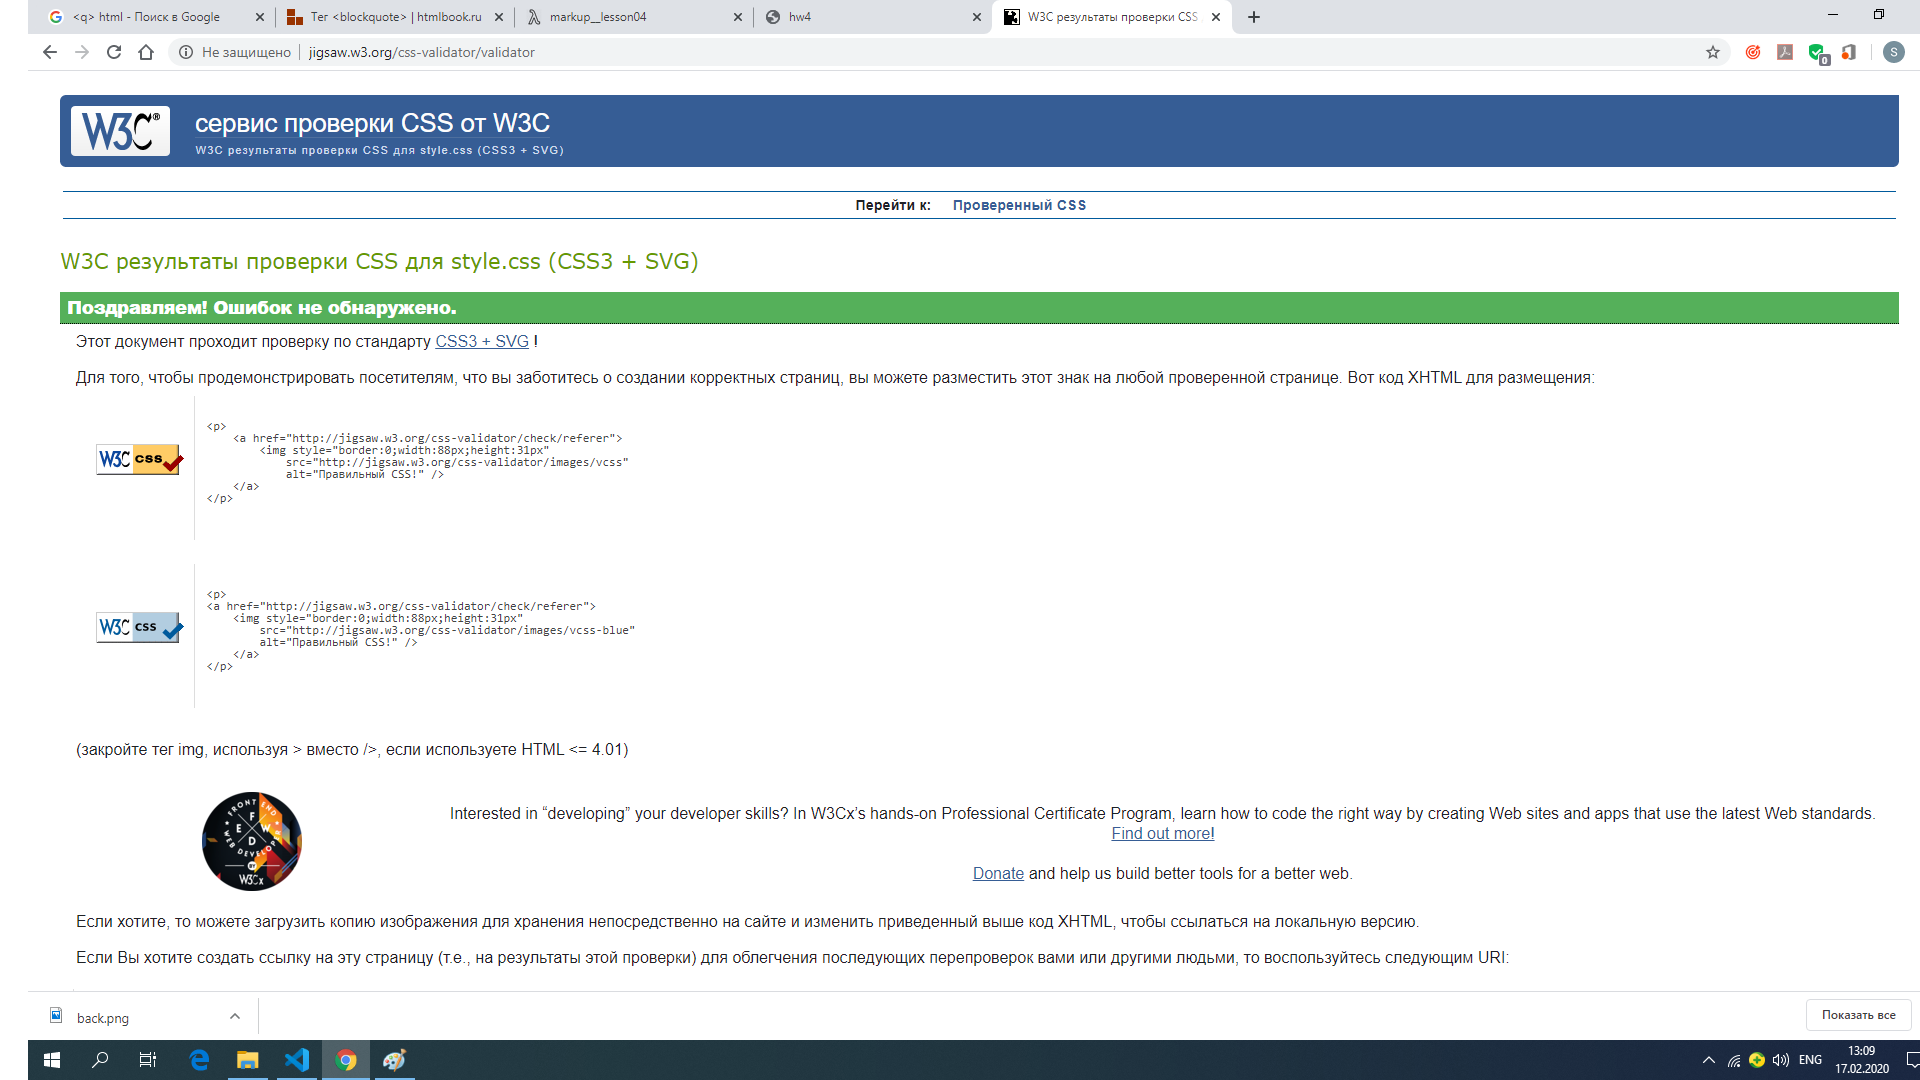 <q> html - Поиск в Google
Тег <blockquote> | htmlbook.ru
markup__lesson04
hw4
W3C результаты проверки CSS
Не защищено
jigsaw.w3.org/css-validator/validator
0
S
W3C®
сервис проверки CSS от W3C
W3C результаты проверки CSS для style.css (CSS3 + SVG)
Перейти к: Проверенный CSS
W3C результаты проверки CSS для style.css (CSS3 + SVG)
Поздравляем! Ошибок не обнаружено.
Этот документ проходит проверку по стандарту CSS3 + SVG !
Для того, чтобы продемонстрировать посетителям, что вы заботитесь о создании корректных страниц, вы можете разместить этот знак на любой проверенной странице. Вот код XHTML для размещения:
W3C css
<p>
<a href="http://jigsaw.w3.org/css-validator/check/referer">
<img style="border:0;width:88px;height:31px"
src="http://jigsaw.w3.org/css-validator/images/vcss"
alt="Правильный CSS!" />
</a>
</p>
W3C css
<p>
<a href="http://jigsaw.w3.org/css-validator/check/referer">
<img style="border:0;width:88px;height:31px"
src="http://jigsaw.w3.org/css-validator/images/vcss-blue"
alt="Правильный CSS!" />
</a>
</p>
(закройте тег img, используя > вместо />, если используете HTML <= 4.01)
FRONT END
WEB DEVELOPER
F
E W
D
W3Cx
Interested in “developing” your developer skills? In W3Cx’s hands-on Professional Certificate Program, learn how to code the right way by creating Web sites and apps that use the latest Web standards.
Find out more!
Donate and help us build better tools for a better web.
Если хотите, то можете загрузить копию изображения для хранения непосредственно на сайте и изменить приведенный выше код XHTML, чтобы ссылаться на локальную версию.
Если Вы хотите создать ссылку на эту страницу (т.е., на результаты этой проверки) для облегчения последующих перепроверок вами или другими людьми, то воспользуйтесь следующим URI:
back.png
Показать все
ENG
13:09
17.02.2020